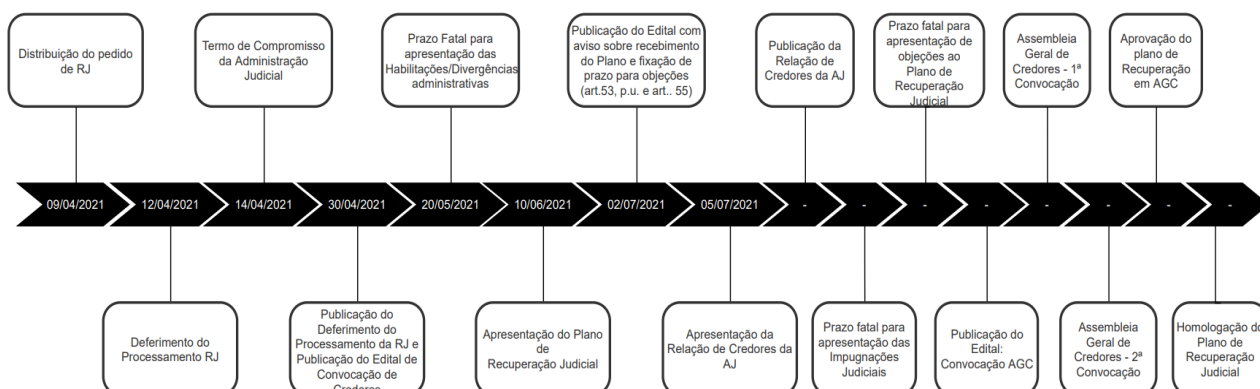 Distribuição do pedido
de RJ
Termo de Compromisso
da Administração
Judicial
Prazo Fatal para
apresentação das
Habilitações/Divergências
administrativas
Publicação do Edital com
aviso sobre recebimento
do Plano e fixação de
prazo para objeções
(art.53, p.u. e art.. 55)
Publicação da
Relação de
Credores da AJ
Prazo fatal para
apresentação de
objeções ao
Plano de
Recuperação
Judicial
Assembleia
Geral de
Credores - 1ª
Convocação
Aprovação do
plano de
Recuperação
em AGC
09/04/2021
12/04/2021
14/04/2021
30/04/2021
20/05/2021
10/06/2021
02/07/2021
05/07/2021
-
-
-
-
-
-
-
-
Deferimento do
Processamento RJ
Publicação do
Deferimento do
Processamento da RJ e
Publicação do Edital de
Convocação de
Credores
Apresentação do Plano
de
Recuperação Judicial
Apresentação da
Relação de Credores da
AJ
Prazo fatal para
apresentação das
Impugnações
Judiciais
Publicação do
Edital:
Convocação AGC
Assembleia
Geral de
Credores - 2ª
Convocação
Homologação do
Plano de
Recuperação
Judicial